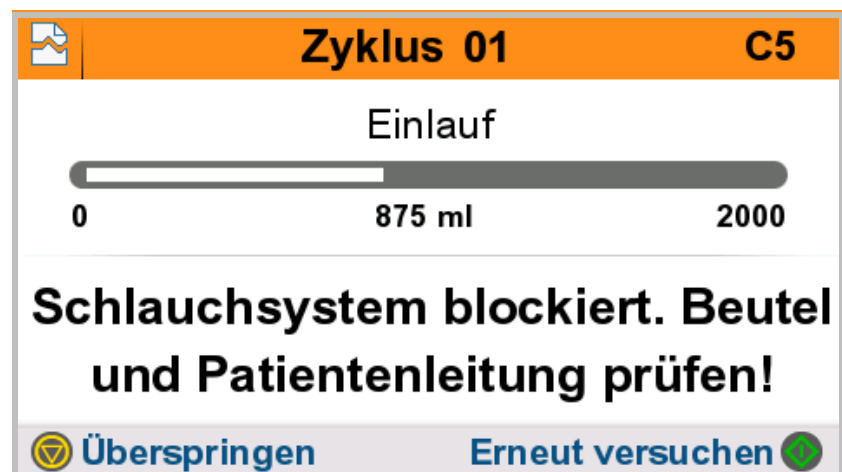 Zyklus 01 C5
Einlauf
0 875 ml 2000
Schlauchsystem blockiert. Beutel
und Patientenleitung prüfen!
Überspringen Erneut versuchen